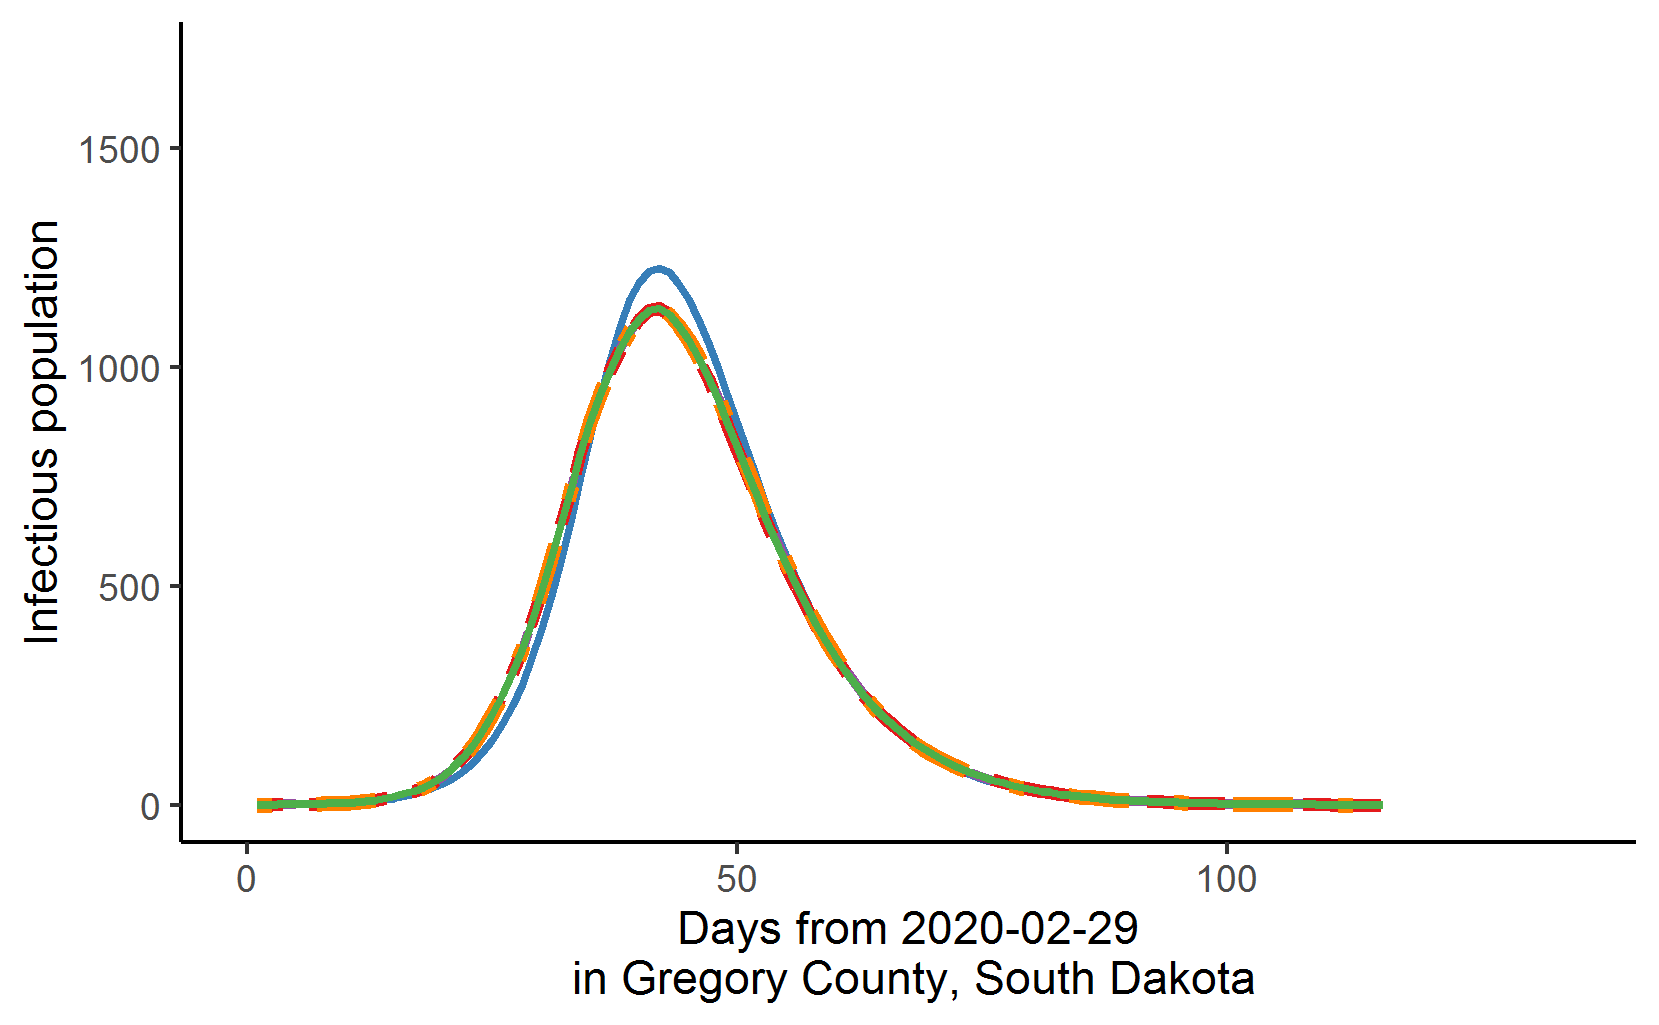 Infectious population
1500
1000
500
0
0 50 100
Days from 2020-02-29
in Gregory County, South Dakota